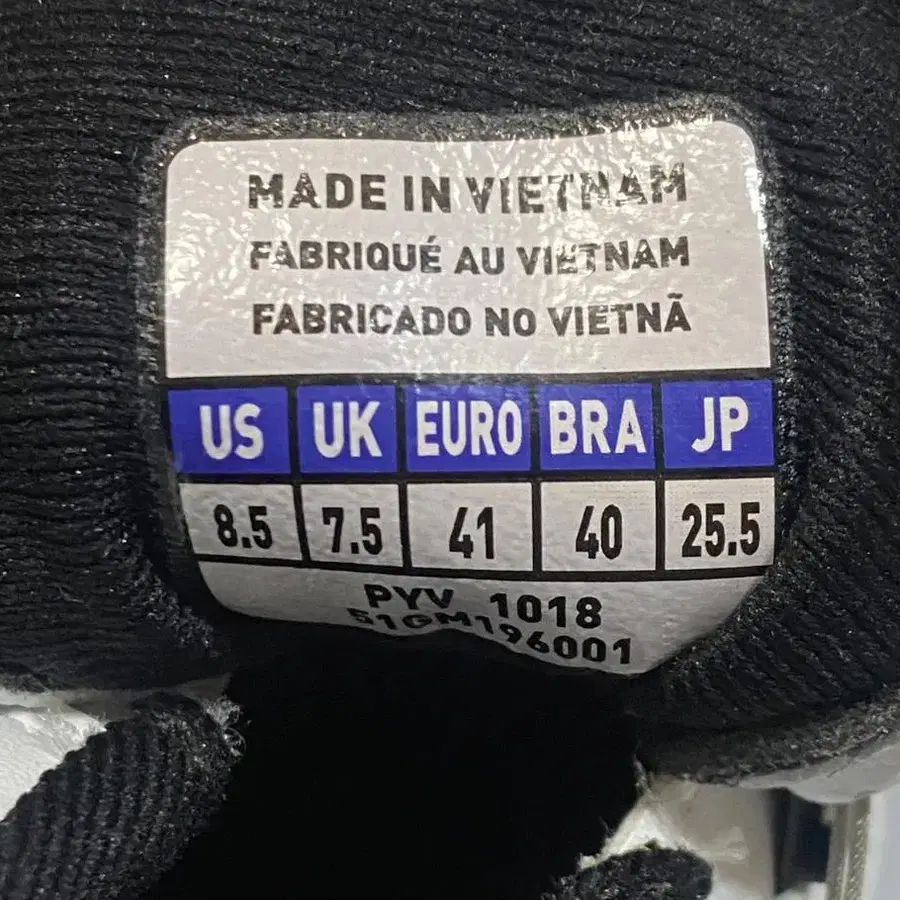 MADE IN VIETNAM
FABRIQUÉ AU VIETNAM
FABRICADO NO VIETNÃ
US UK EURO BRA JP
8.5 7.5 41 40 25.5
PYV 1018
51GM196001